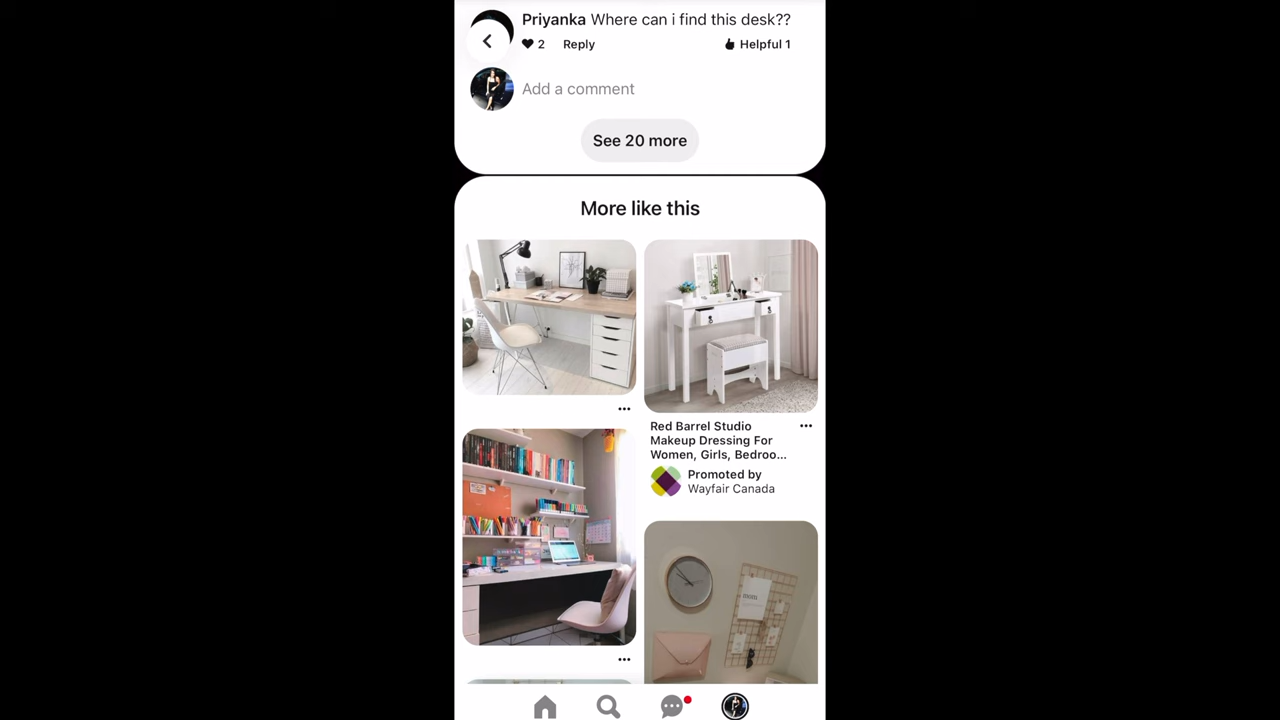 Priyanka Where can i find this desk??
2 Reply Helpful 1
Add a comment
See 20 more
More like this
Red Barrel Studio
Makeup Dressing For
Women, Girls, Bedroo...
Promoted by
Wayfair Canada